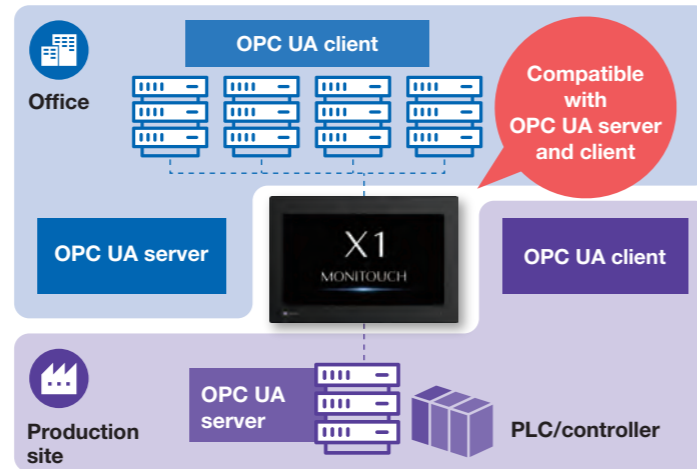 OPC UA client
Office
Compatible
with
OPC UA server
and client
OPC UA server
X1
MONITOUCH
OPC UA client
OPC UA
server
Production
site
PLC/controller